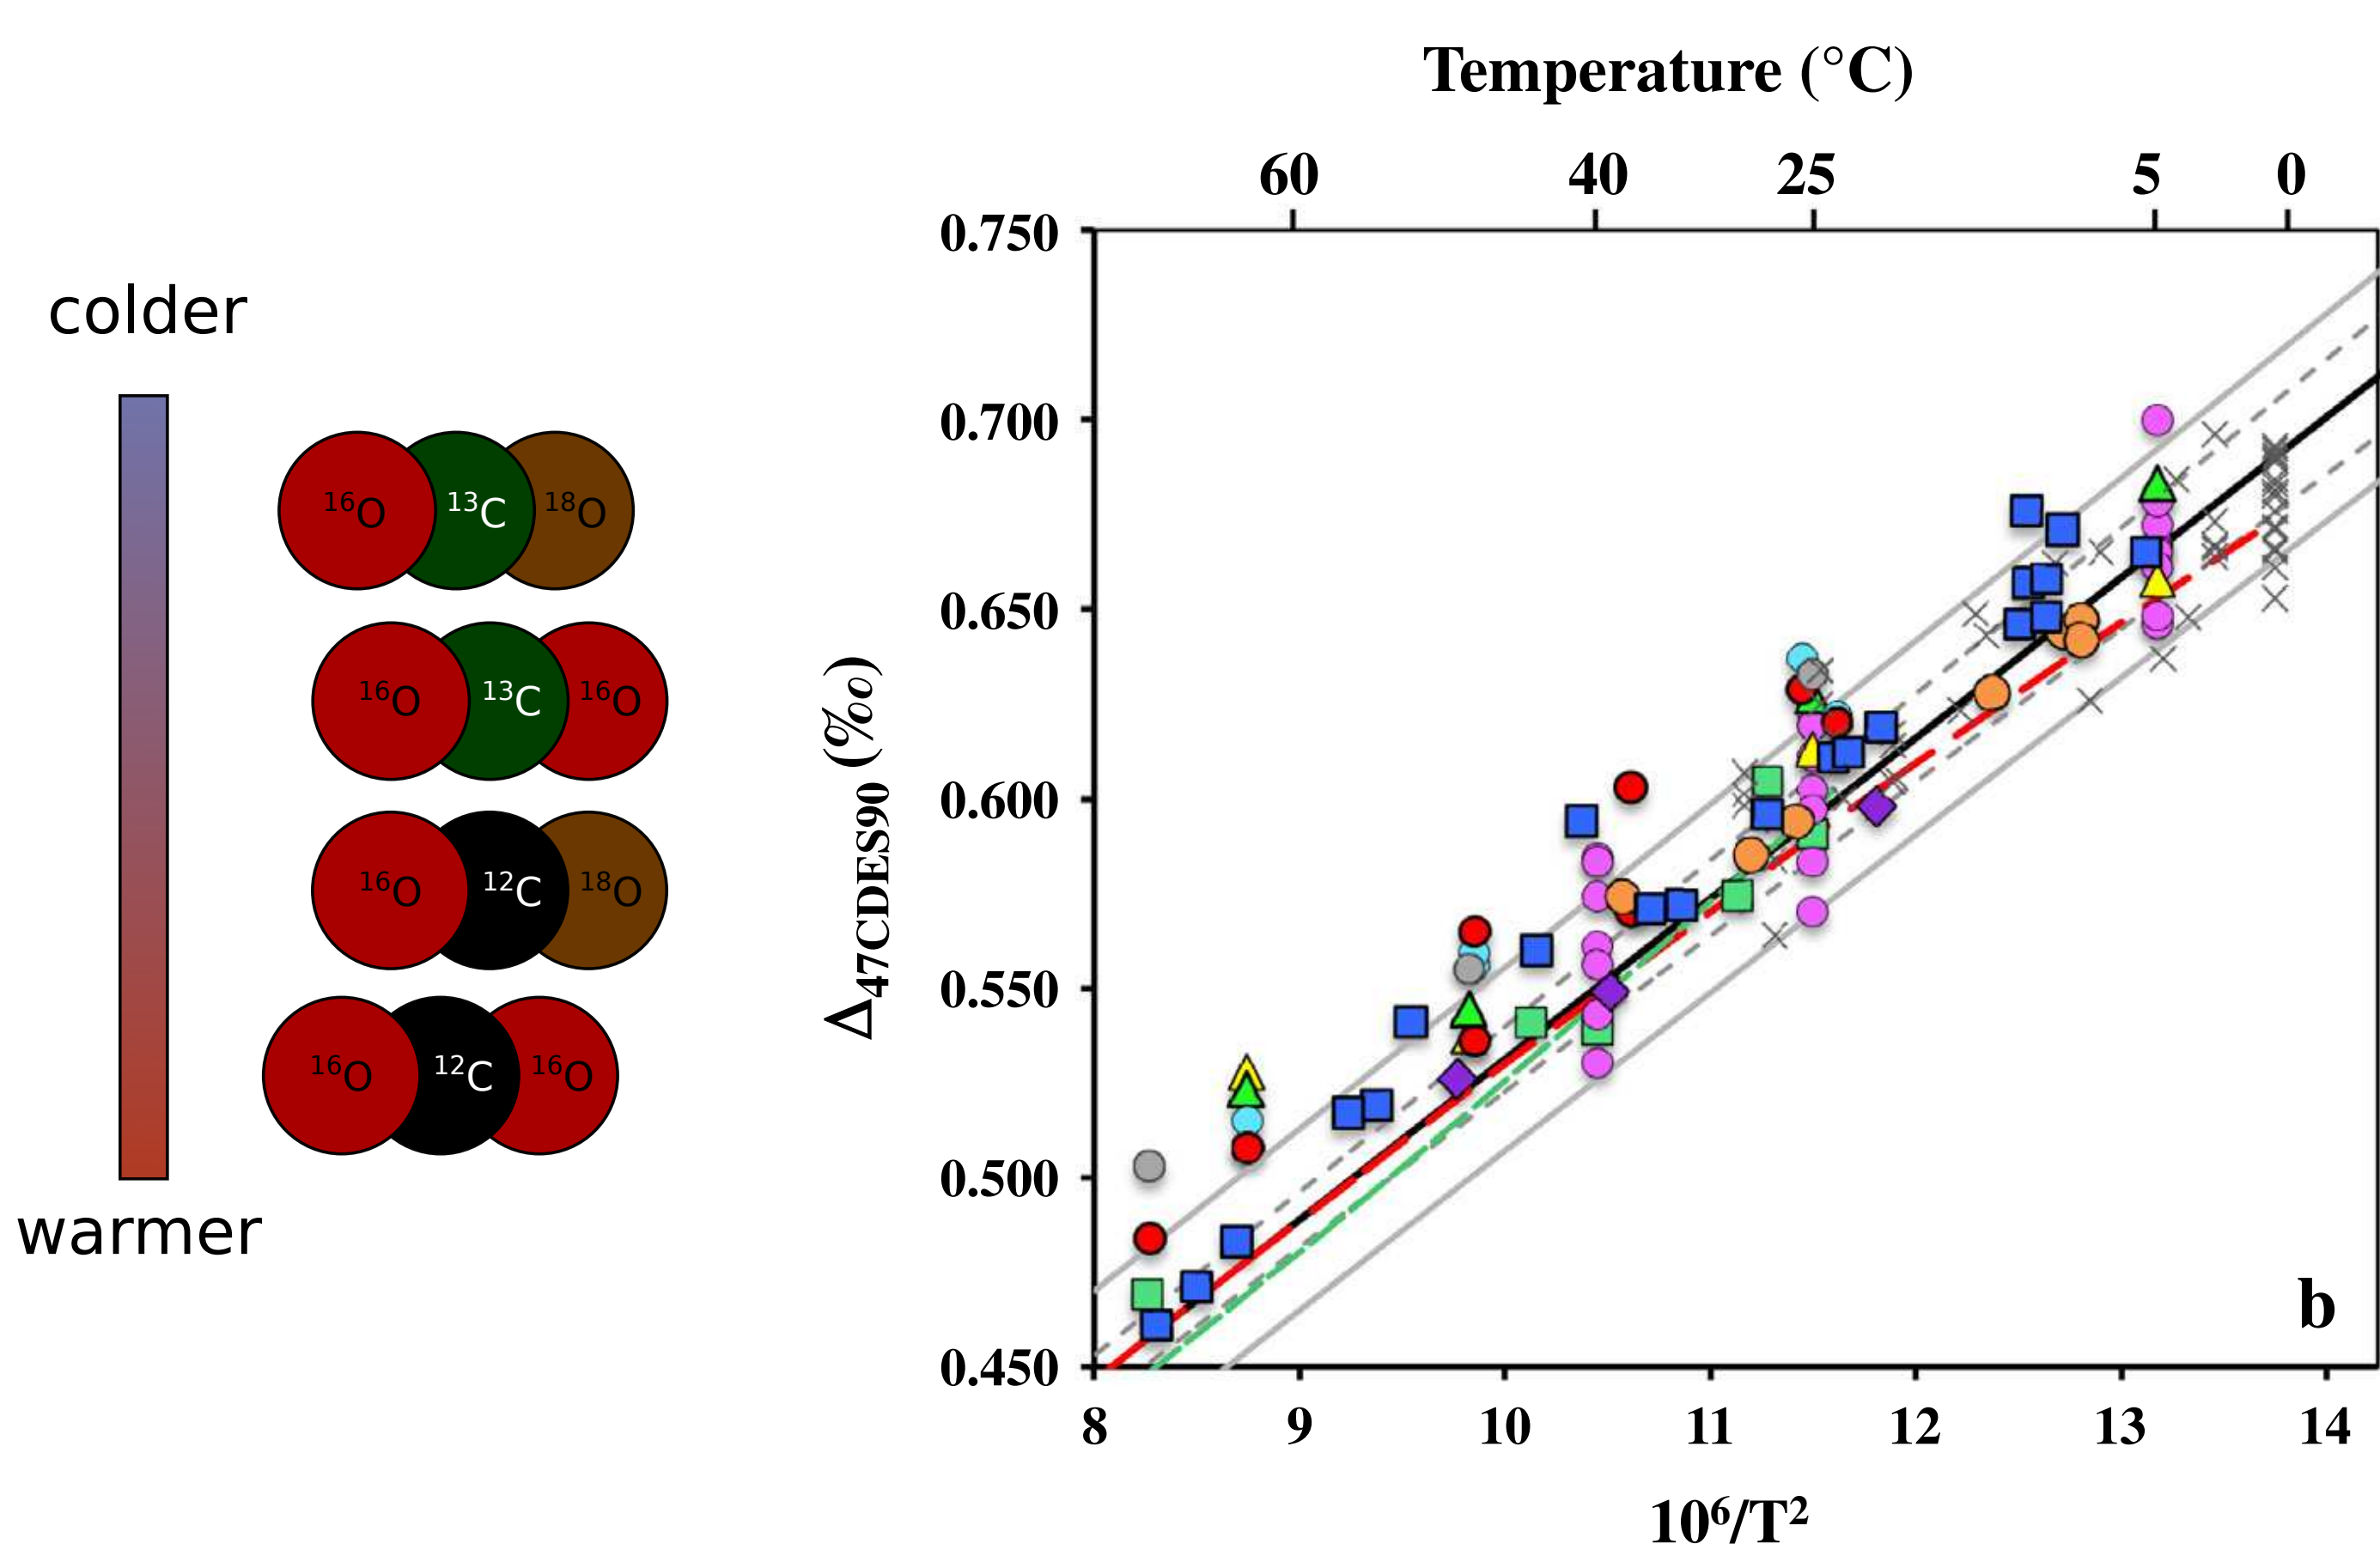 colder
¹⁶O ¹³C ¹⁸O
¹⁶O ¹³C ¹⁶O
¹⁶O ¹²C ¹⁸O
¹⁶O ¹²C ¹⁶O
warmer
Temperature (°C)
60 40 25 5 0
Δ47CDES90 (‰)
0.750
0.700
0.650
0.600
0.550
0.500
0.450
b
8 9 10 11 12 13 14
10⁶/T²